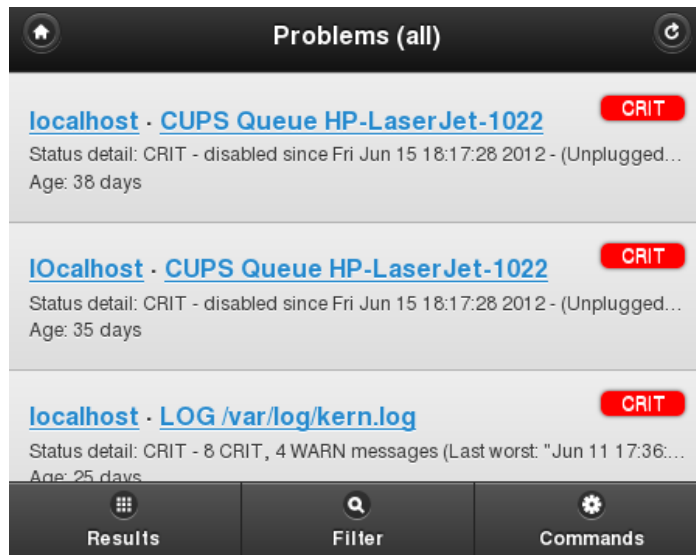 Problems (all)
localhost · CUPS Queue HP-LaserJet-1022
CRIT
Status detail: CRIT - disabled since Fri Jun 15 18:17:28 2012 - (Unplugged...
Age: 38 days
lOcalhost · CUPS Queue HP-LaserJet-1022
CRIT
Status detail: CRIT - disabled since Fri Jun 15 18:17:28 2012 - (Unplugged...
Age: 35 days
localhost · LOG /var/log/kern.log
CRIT
Status detail: CRIT - 8 CRIT, 4 WARN messages (Last worst: "Jun 11 17:36:...
Age: 25 days
Results
Filter
Commands